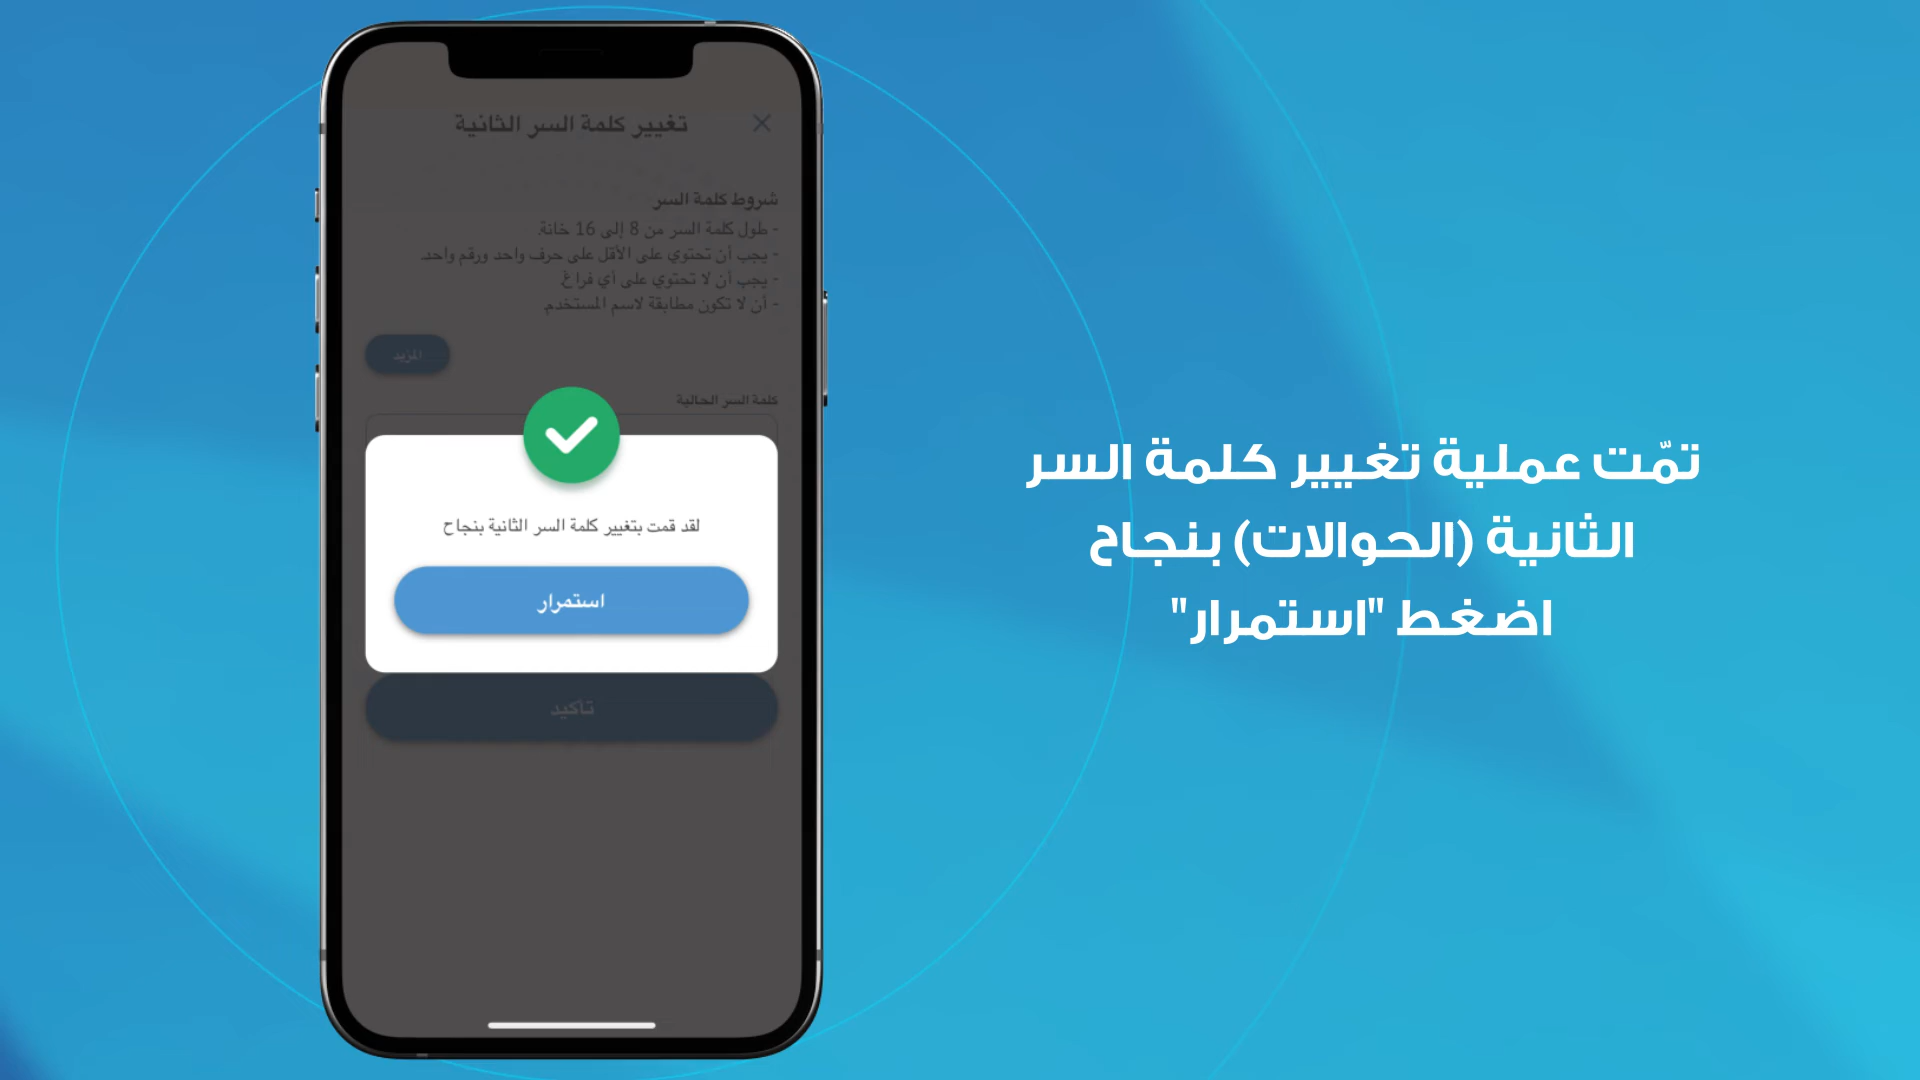 تغيير كلمة السر الثانية
شروط كلمة السر
- طول كلمة السر من 8 إلى 16 خانة.
- يجب أن تحتوي على الأقل على حرف واحد ورقم واحد.
- يجب أن لا تحتوي على أي فراغ.
- أن لا تكون مطابقة لاسم المستخدم.
المزيد
كلمة السر الحالية
لقد قمت بتغيير كلمة السر الثانية بنجاح
استمرار
تأكيد
تمّت عملية تغيير كلمة السر
الثانية (الحوالات) بنجاح
اضغط "استمرار"